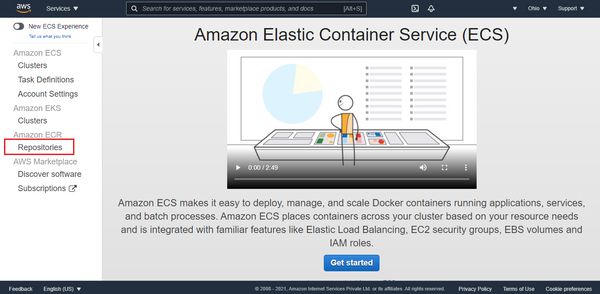 aws
Services
Search for services, features, marketplace products, and docs
[Alt+S]
Ohio
Support
New ECS Experience
Tell us what you think
Amazon ECS
Clusters
Task Definitions
Account Settings
Amazon EKS
Clusters
Amazon ECR
Repositories
AWS Marketplace
Discover software
Subscriptions
Amazon Elastic Container Service (ECS)
0:00 / 2:49
Amazon ECS makes it easy to deploy, manage, and scale Docker containers running applications, services,
and batch processes. Amazon ECS places containers across your cluster based on your resource needs
and is integrated with familiar features like Elastic Load Balancing, EC2 security groups, EBS volumes and
IAM roles.
Get started
Feedback
English (US)
© 2008 - 2021, Amazon Internet Services Private Ltd. or its affiliates. All rights reserved.
Privacy Policy
Terms of Use
Cookie preferences